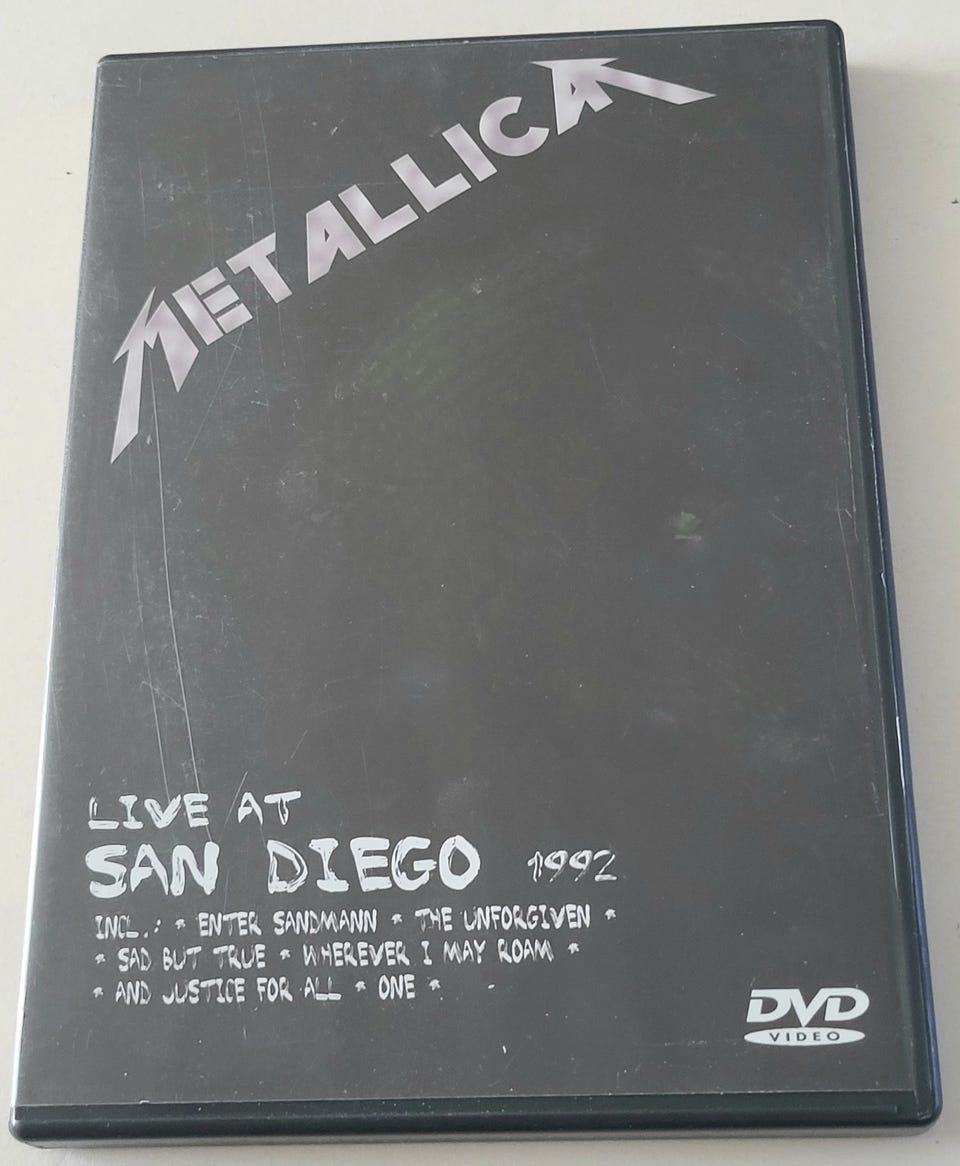 METALLICA
LIVE AT
SAN DIEGO 1992
INCL.: * ENTER SANDMANN * THE UNFORGIVEN *
* SAD BUT TRUE * WHEREVER I MAY ROAM *
* AND JUSTICE FOR ALL * ONE *
DVD
VIDEO